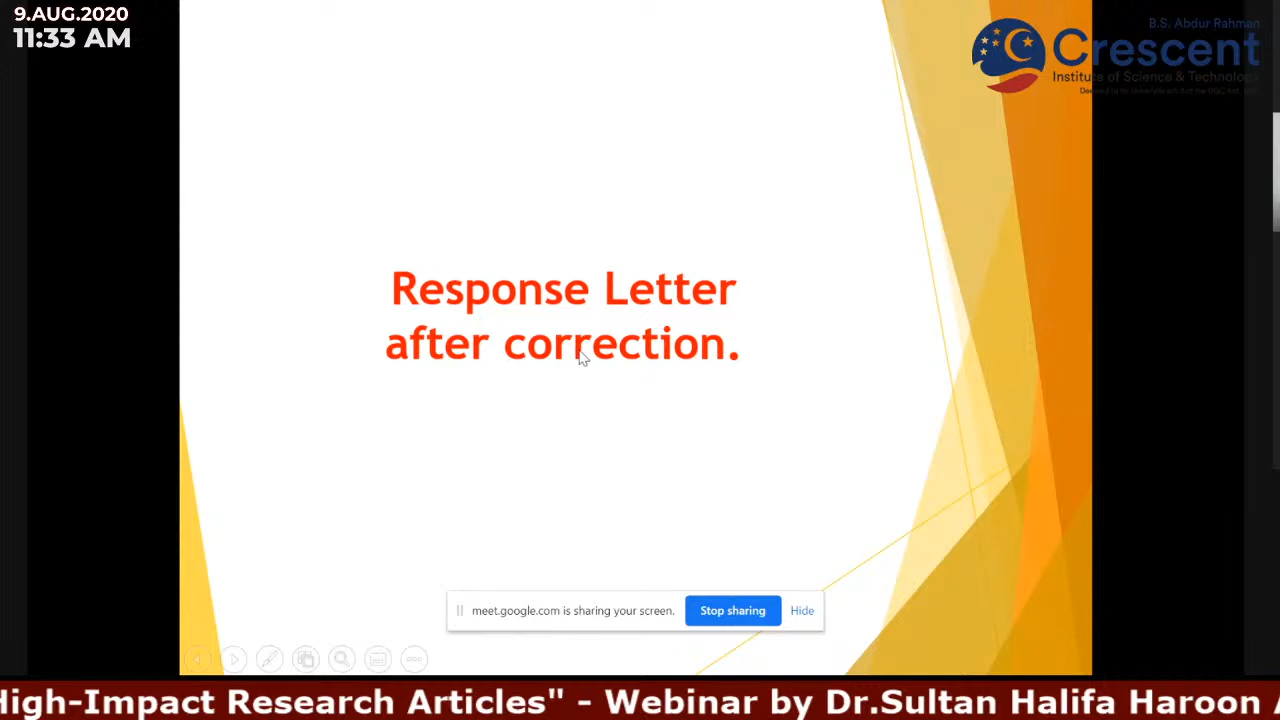 9.AUG.2020
11:33 AM
B.S. Abdur Rahman
Crescent
Institute of Science & Technology
Response Letter
after correction.
meet.google.com is sharing your screen.
Stop sharing
Hide
High-Impact Research Articles" - Webinar by Dr.Sultan Halifa Haroon